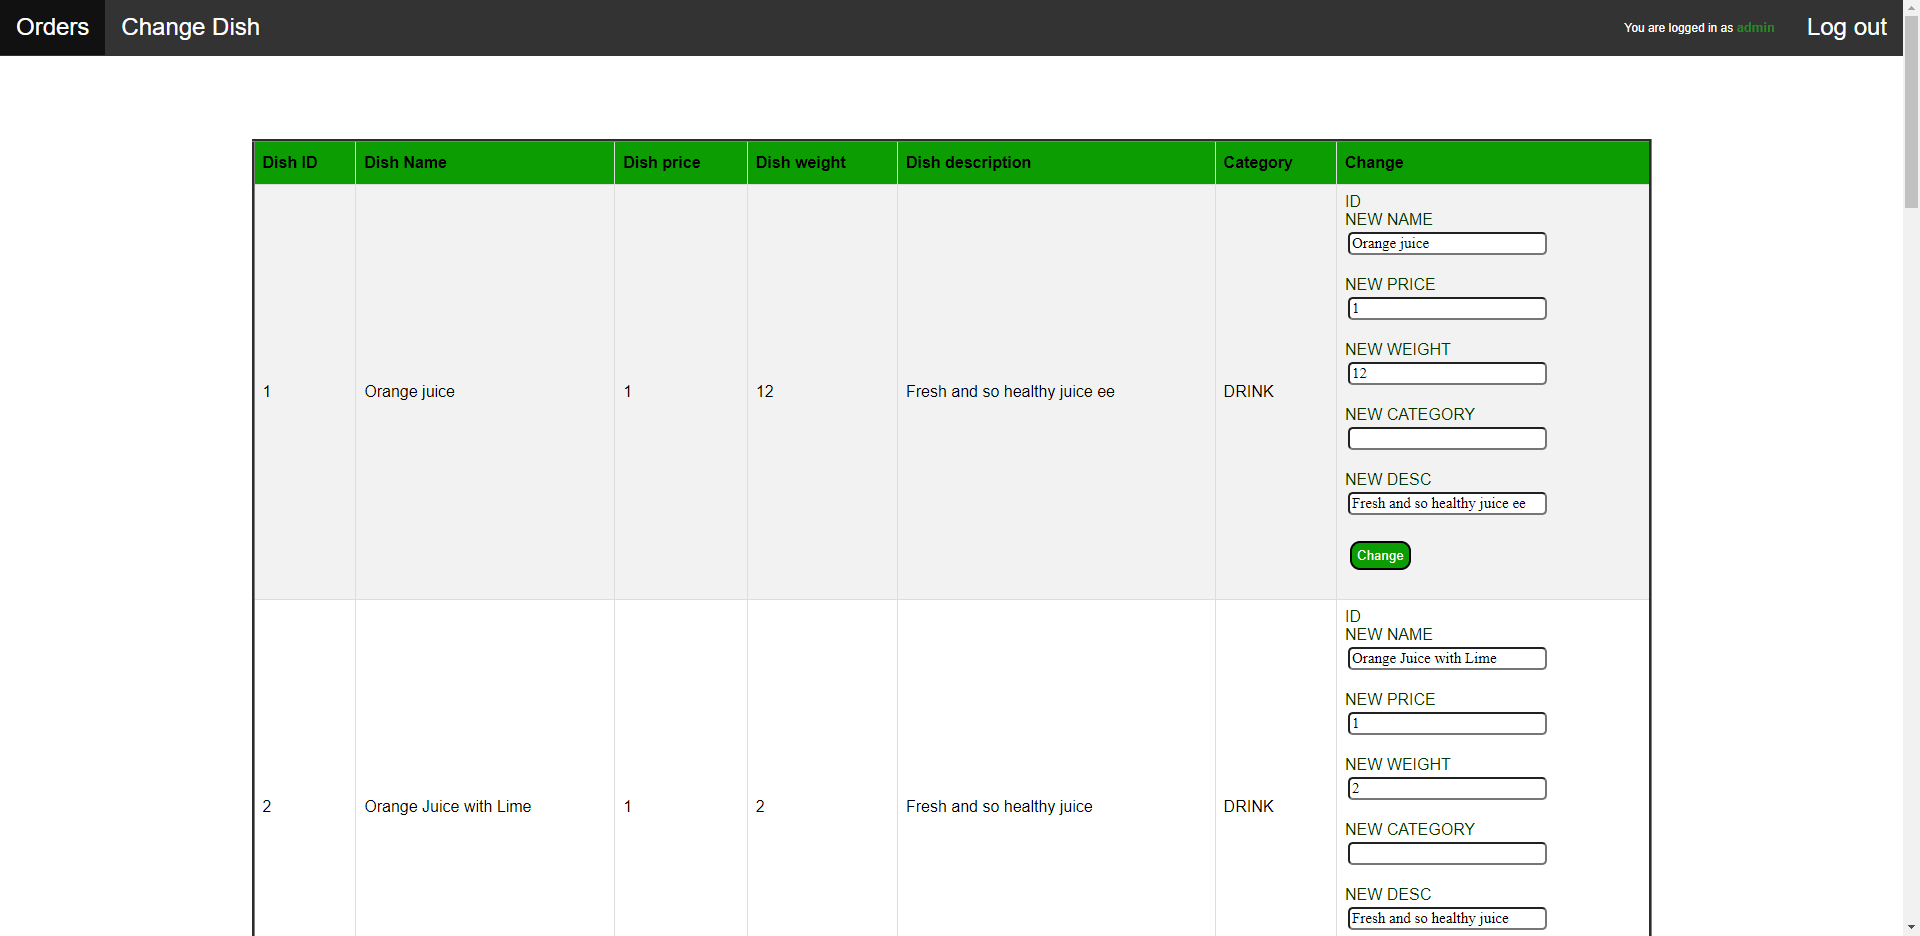 Orders Change Dish You are logged in as admin Log out
Dish ID Dish Name Dish price Dish weight Dish description Category Change
ID
NEW NAME
Orange juice
NEW PRICE
1
NEW WEIGHT
12
1 Orange juice 1 12 Fresh and so healthy juice ee DRINK
NEW CATEGORY
NEW DESC
Fresh and so healthy juice ee
Change
ID
NEW NAME
Orange Juice with Lime
NEW PRICE
1
NEW WEIGHT
2
2 Orange Juice with Lime 1 2 Fresh and so healthy juice DRINK
NEW CATEGORY
NEW DESC
Fresh and so healthy juice